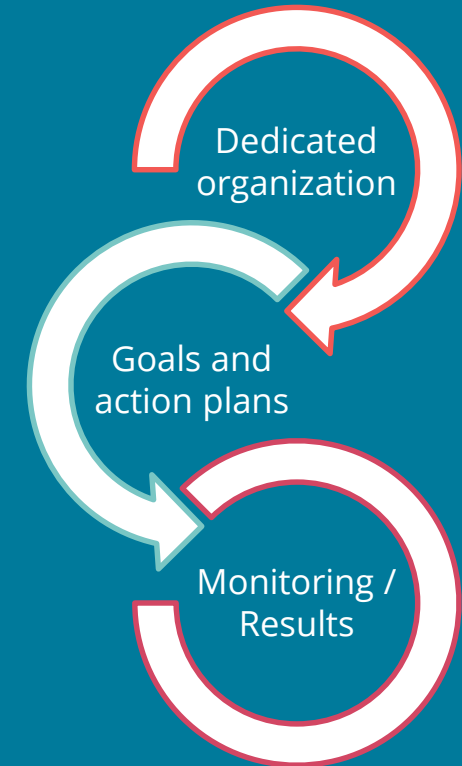 Dedicated
organization
Goals and
action plans
Monitoring /
Results